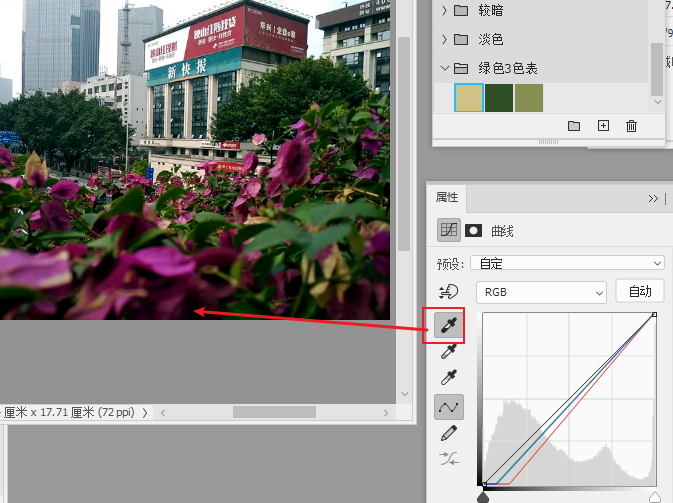 较暗
淡色
绿色3色表
新快报
属性
曲线
预设: 自定
RGB
自动
厘米 x 17.71 厘米 (72 ppi)